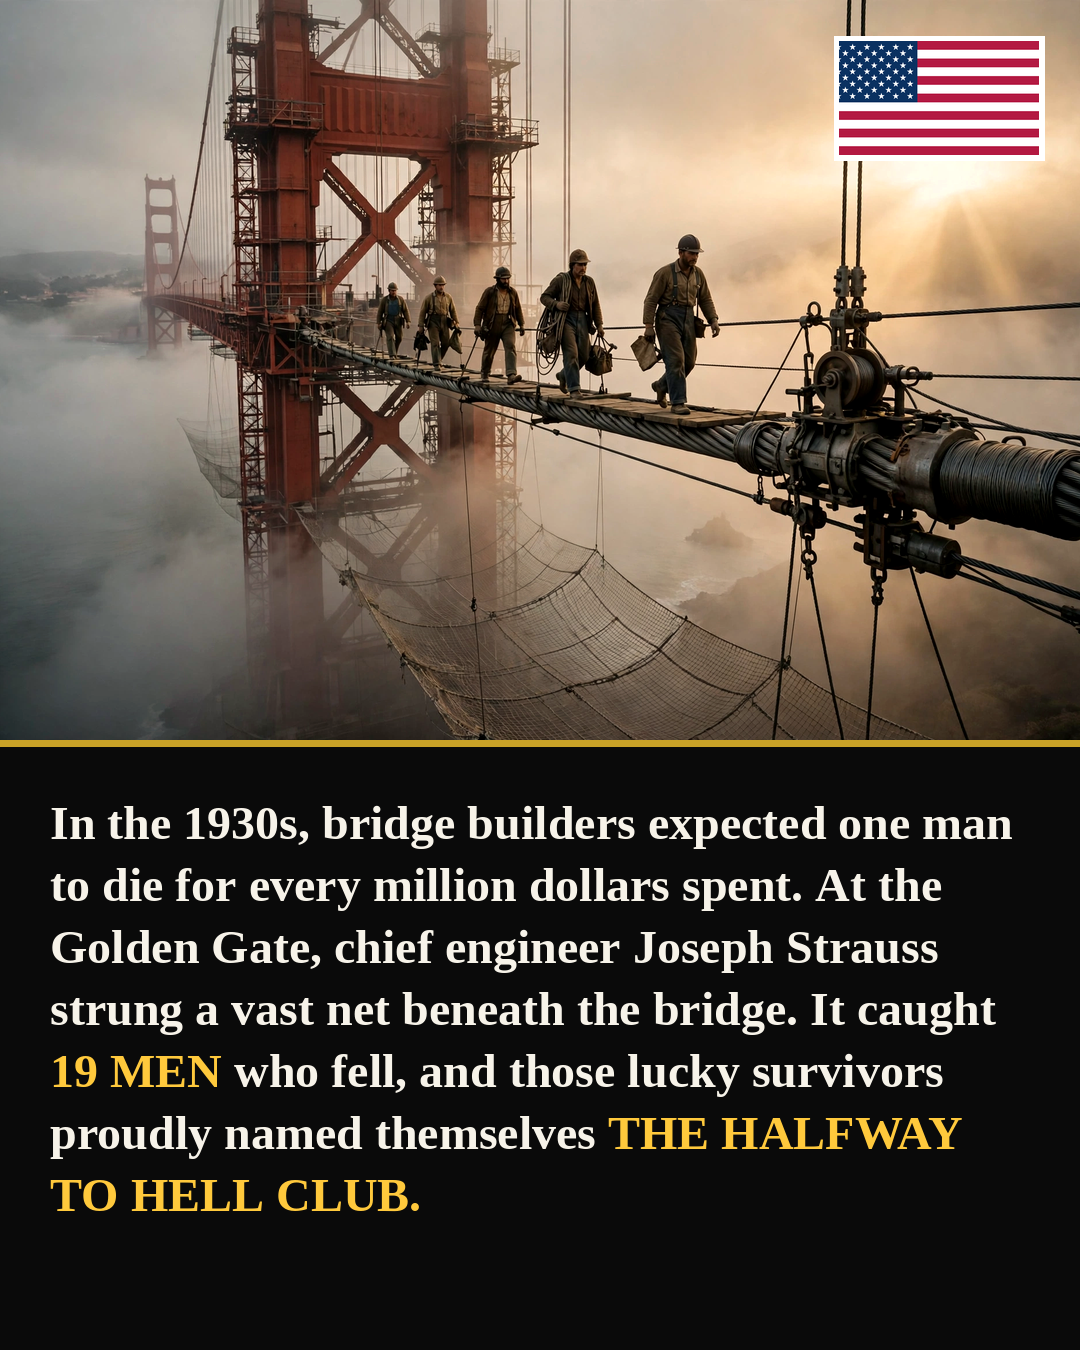 In the 1930s, bridge builders expected one man
to die for every million dollars spent. At the
Golden Gate, chief engineer Joseph Strauss
strung a vast net beneath the bridge. It caught
19 MEN who fell, and those lucky survivors
proudly named themselves THE HALFWAY
TO HELL CLUB.